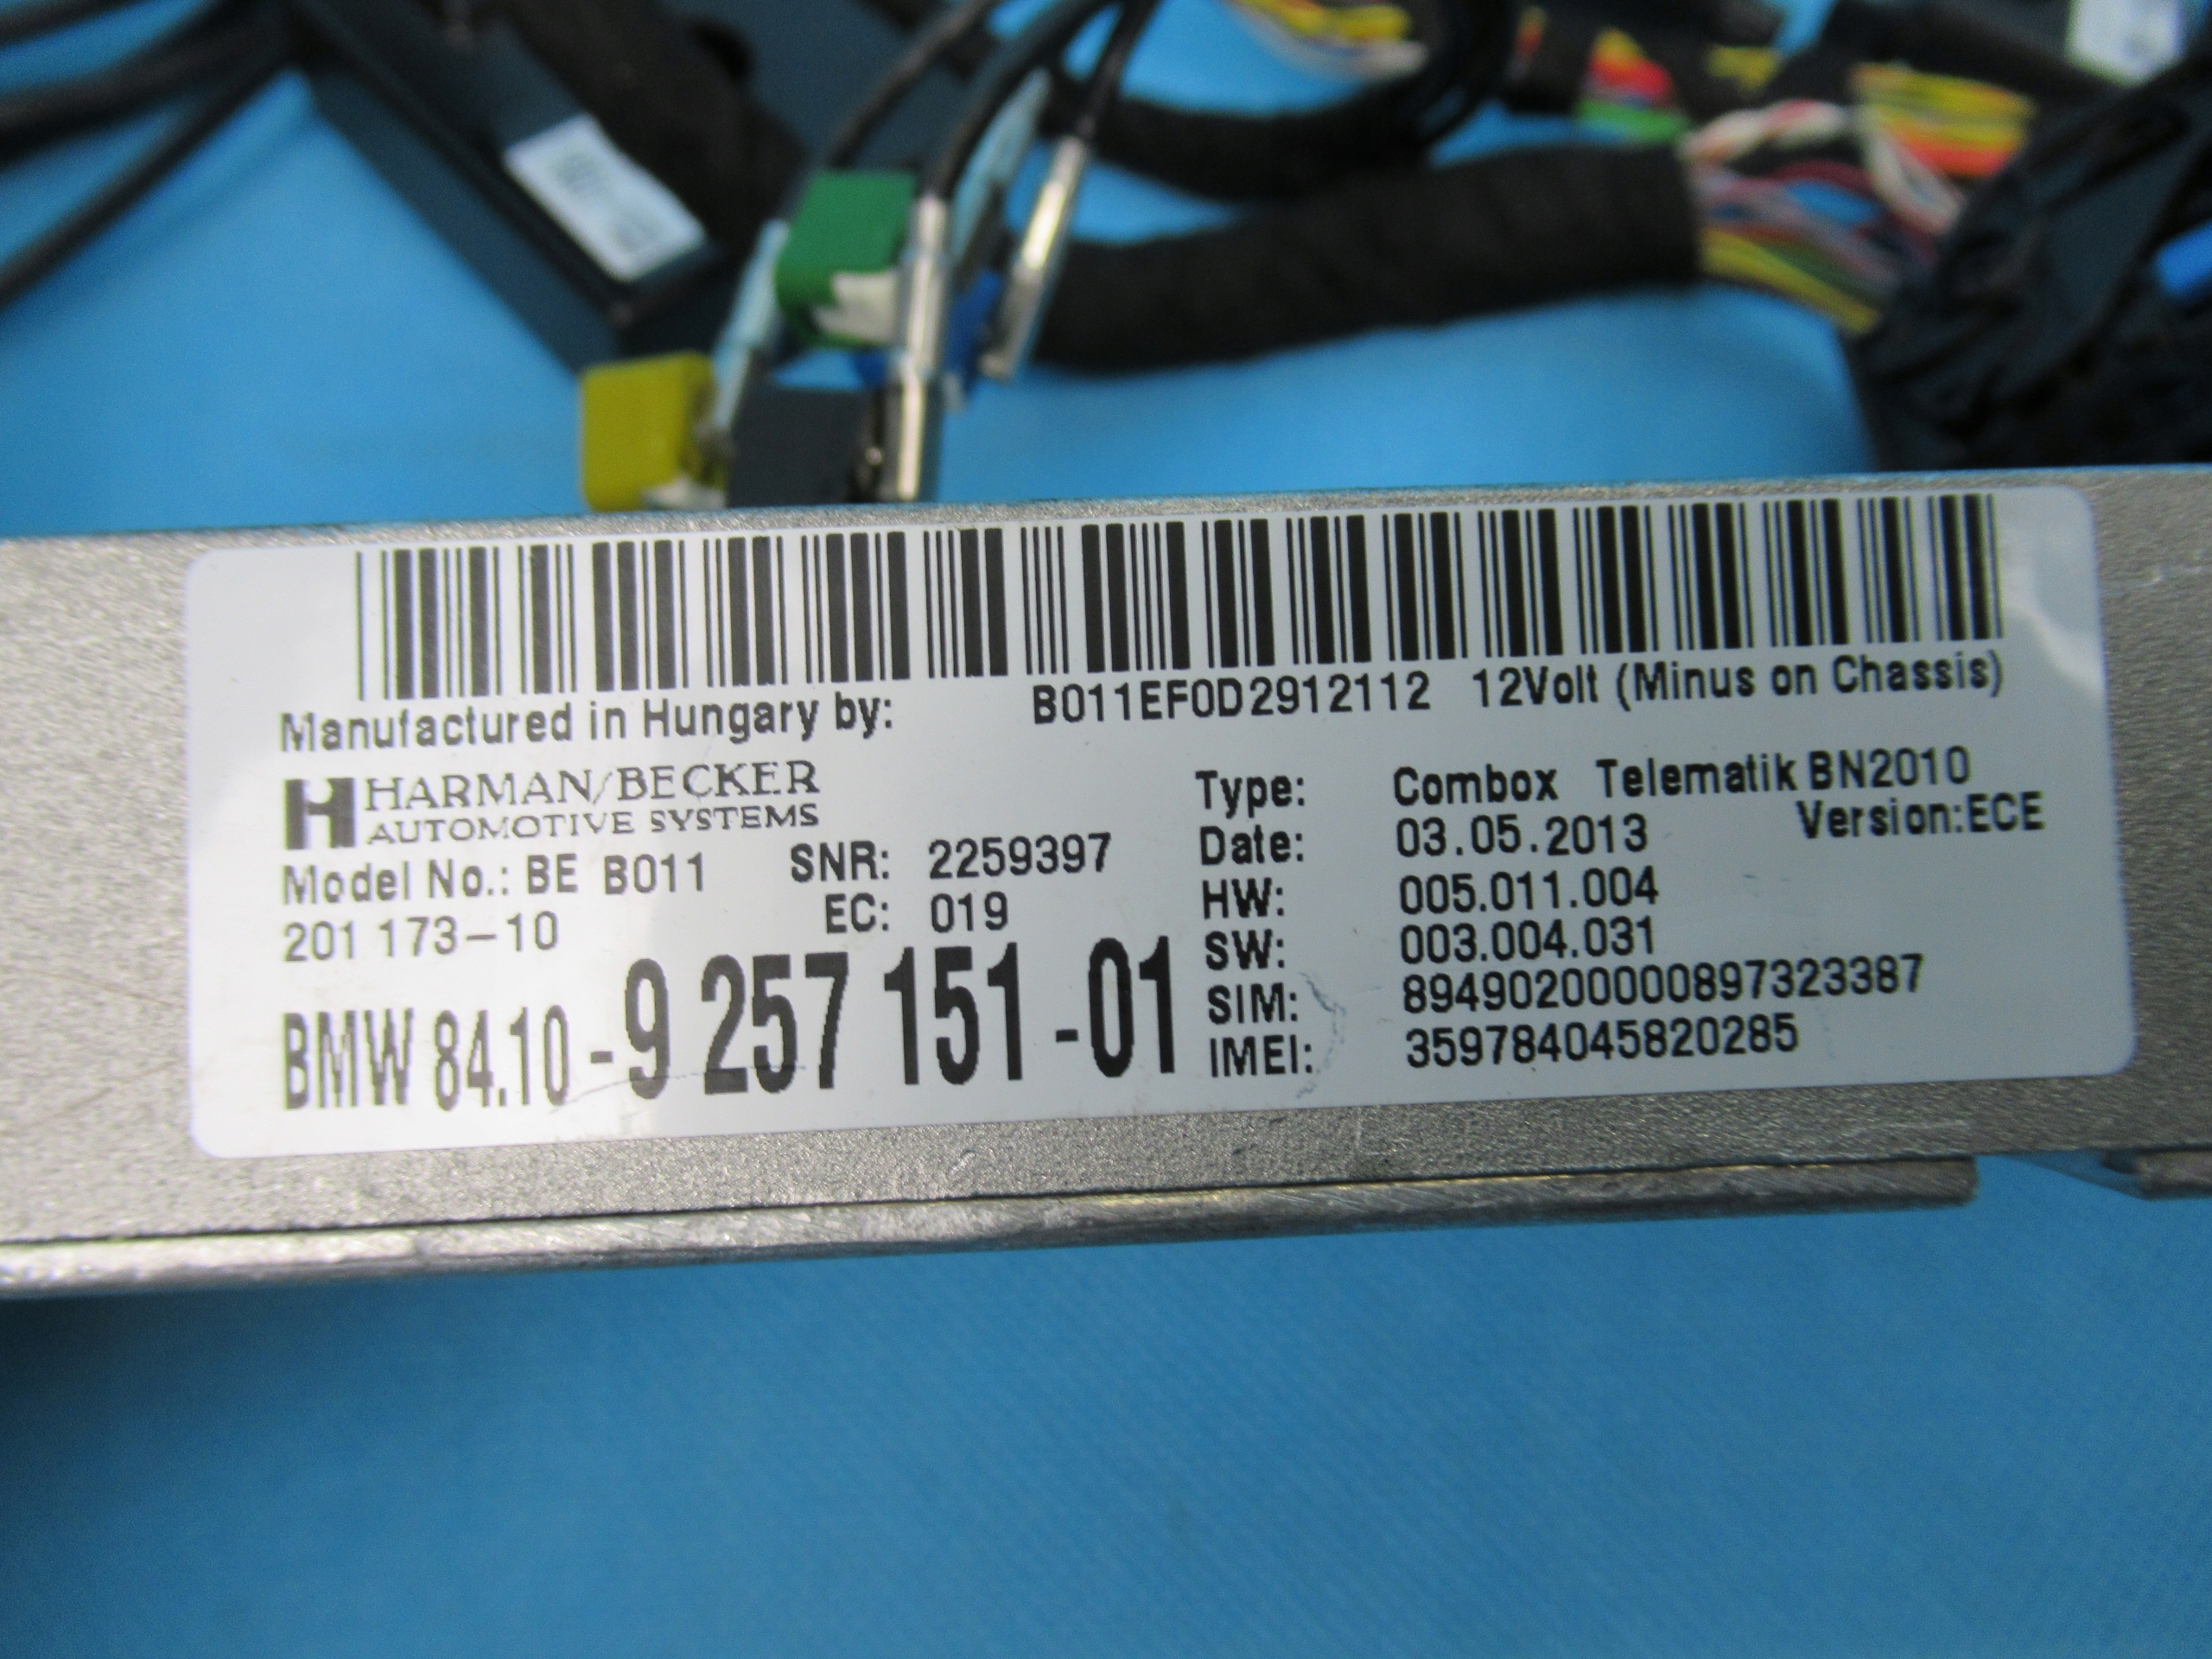 Manufactured in Hungary by: B011EF0D2912112 12Volt (Minus on Chassis)
HARMAN/BECKER
AUTOMOTIVE SYSTEMS
Type: Combox Telematik BN2010
Date: 03.05.2013 Version:ECE
Model No.: BE B011 SNR: 2259397
HW: 005.011.004
201 173-10 EC: 019
SW: 003.004.031
BMW 84.10-9 257 151-01
SIM: 89490200000897323387
IMEI: 359784045820285